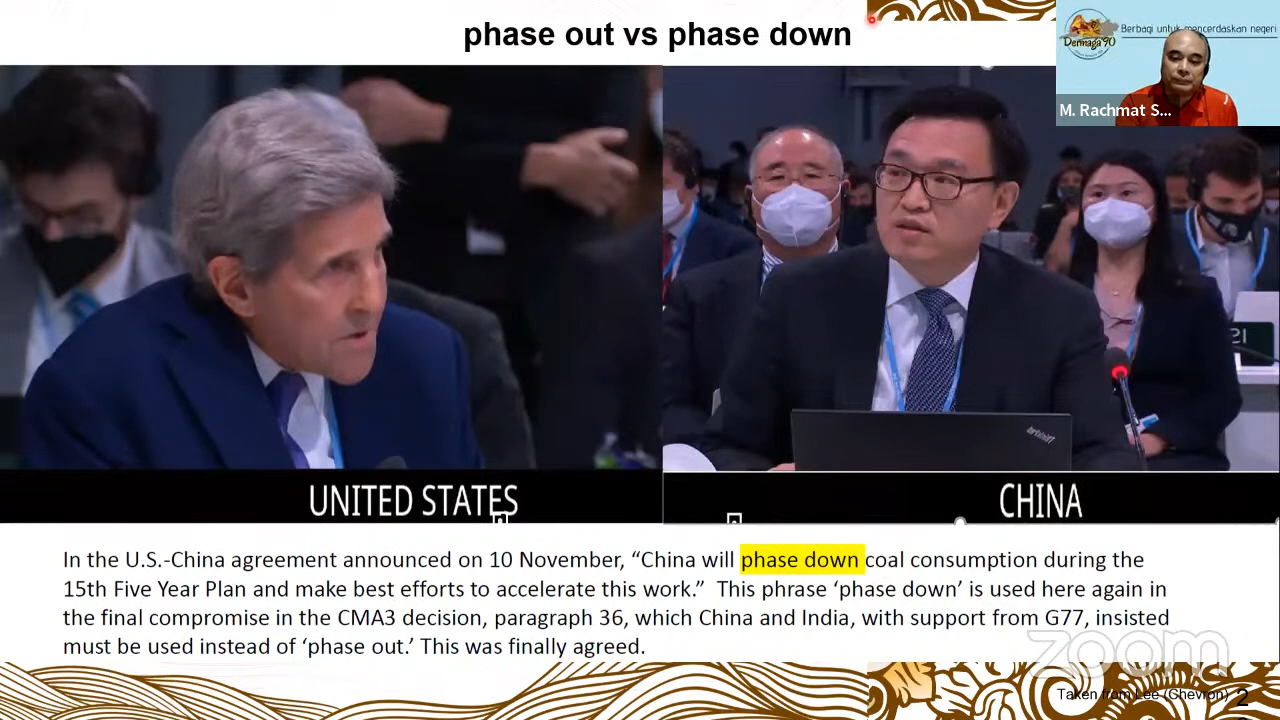 phase out vs phase down
Dermaga90
Berbagi untuk mencerdaskan negeri
M. Rachmat S...
UNITED STATES
CHINA
In the U.S.-China agreement announced on 10 November, “China will phase down coal consumption during the
15th Five Year Plan and make best efforts to accelerate this work.” This phrase ‘phase down’ is used here again in
the final compromise in the CMA3 decision, paragraph 36, which China and India, with support from G77, insisted
must be used instead of ‘phase out.’ This was finally agreed.
zoom
Taken from Lee (Chevron)
2